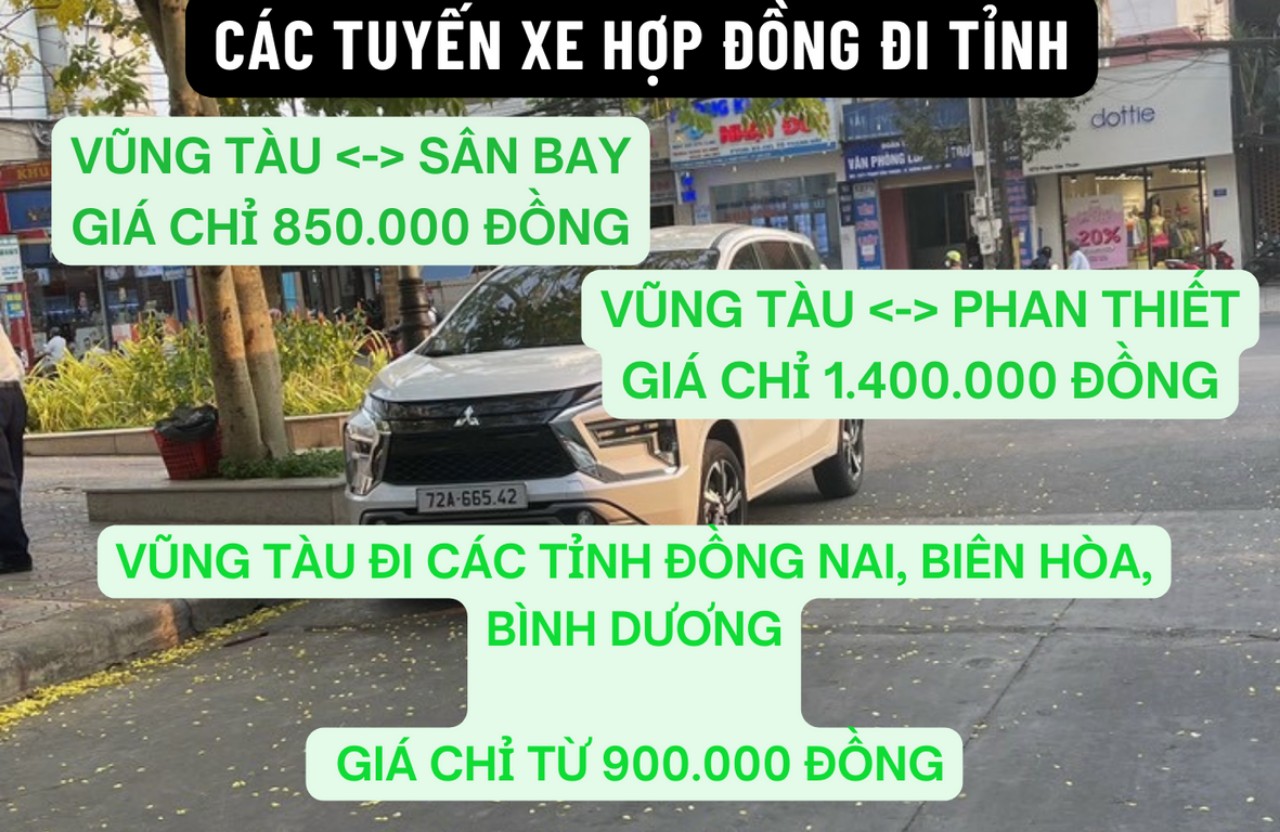 CÁC TUYẾN XE HỢP ĐỒNG ĐI TỈNH
VŨNG TÀU <-> SÂN BAY
GIÁ CHỈ 850.000 ĐỒNG
VŨNG TÀU <-> PHAN THIẾT
GIÁ CHỈ 1.400.000 ĐỒNG
dottie
VĂN PHÒNG
-20%
72A-665.42
VŨNG TÀU ĐI CÁC TỈNH ĐỒNG NAI, BIÊN HÒA,
BÌNH DƯƠNG
GIÁ CHỈ TỪ 900.000 ĐỒNG